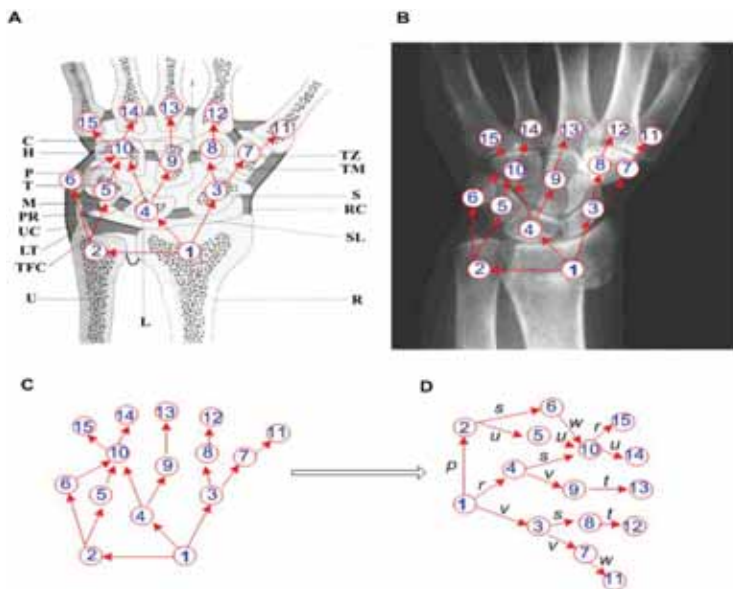 A
B
15 14 13 12 11
C
H
P
T
M
PR
UC
LT
TFC
U
10 9 8 7
6 5 4 3
2 1
TZ
TM
S
RC
SL
R
L
15 14 13 12 11
10 9 8 7
6 5 4 3
2 1
C
D
15 14 13 12 11
10 9 8 7
6 5 4 3
2 1
s 6 w r 15
2 u 5 u 10 u 14
p 4 s
r v 9 t 13
1 v 3 s 8 t 12
v 7 w
11